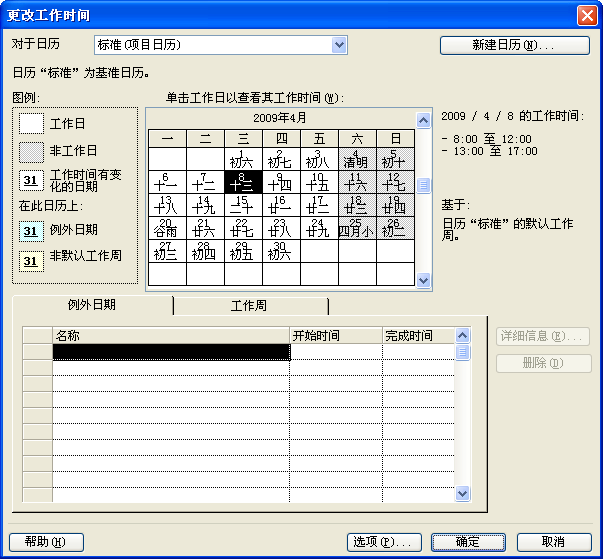 更改工作时间
对于日历
标准(项目日历)
新建日历(N)...
日历“标准”为基准日历。
图例:
单击工作日以查看其工作时间(W):
工作日
非工作日
31 工作时间有变
化的日期
在此日历上:
31 例外日期
31 非默认工作周
2009年4月
一 二 三 四 五 六 日
1 2 3 4 5
初六 初七 初八 清明 初十
6 7 8 9 10 11 12
十一 十二 十三 十四 十五 十六 十七
13 14 15 16 17 18 19
十八 十九 二十 廿一 廿二 廿三 廿四
20 21 22 23 24 25 26
谷雨 廿六 廿七 廿八 廿九 四月小 初二
27 28 29 30
初三 初四 初五 初六
2009 / 4 / 8 的工作时间:
- 8:00 至 12:00
- 13:00 至 17:00
基于:
日历“标准”的默认工作
周。
例外日期
工作周
名称 开始时间 完成时间
详细信息(E)...
删除(D)
帮助(H)
选项(P)...
确定
取消